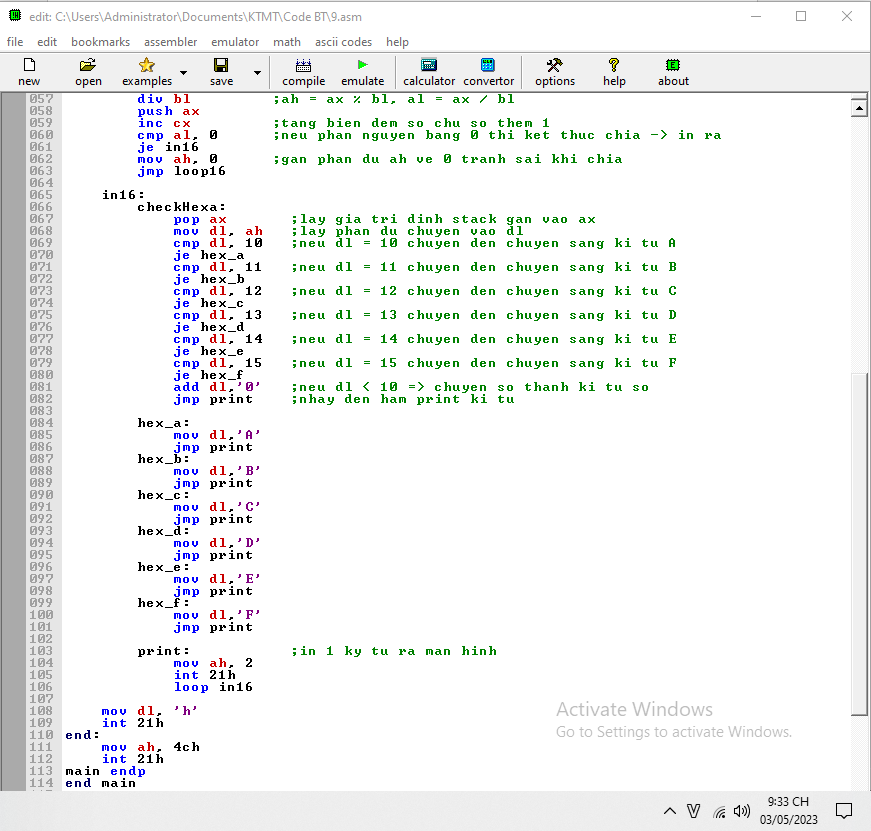 edit: C:\Users\Administrator\Documents\KTMT\Code BT\9.asm
file edit bookmarks assembler emulator math ascii codes help
new open examples save compile emulate calculator convertor options help about
057 div bl ;ah = ax % bl, al = ax / bl
058 push ax
059 inc cx ;tang bien dem so chu so them 1
060 cmp al, 0 ;neu phan nguyen bang 0 thi ket thuc chia -> in ra
061 je in16
062 mov ah, 0 ;gan phan du ah ve 0 tranh sai khi chia
063 jmp loop16
064
065 in16:
066 checkHexa:
067 pop ax ;lay gia tri dinh stack gan vao ax
068 mov dl, ah ;lay phan du chuyen vao dl
069 cmp dl, 10 ;neu dl = 10 chuyen den chuyen sang ki tu A
070 je hex_a
071 cmp dl, 11 ;neu dl = 11 chuyen den chuyen sang ki tu B
072 je hex_b
073 cmp dl, 12 ;neu dl = 12 chuyen den chuyen sang ki tu C
074 je hex_c
075 cmp dl, 13 ;neu dl = 13 chuyen den chuyen sang ki tu D
076 je hex_d
077 cmp dl, 14 ;neu dl = 14 chuyen den chuyen sang ki tu E
078 je hex_e
079 cmp dl, 15 ;neu dl = 15 chuyen den chuyen sang ki tu F
080 je hex_f
081 add dl,'0' ;neu dl < 10 => chuyen so thanh ki tu so
082 jmp print ;nhay den ham print ki tu
083
084 hex_a:
085 mov dl,'A'
086 jmp print
087 hex_b:
088 mov dl,'B'
089 jmp print
090 hex_c:
091 mov dl,'C'
092 jmp print
093 hex_d:
094 mov dl,'D'
095 jmp print
096 hex_e:
097 mov dl,'E'
098 jmp print
099 hex_f:
100 mov dl,'F'
101 jmp print
102
103 print: ;in 1 ky tu ra man hinh
104 mov ah, 2
105 int 21h
106 loop in16
107
108 mov dl, 'h'
109 int 21h
110 end:
111 mov ah, 4ch
112 int 21h
113 main endp
114 end main
Activate Windows
Go to Settings to activate Windows.
9:33 CH
03/05/2023